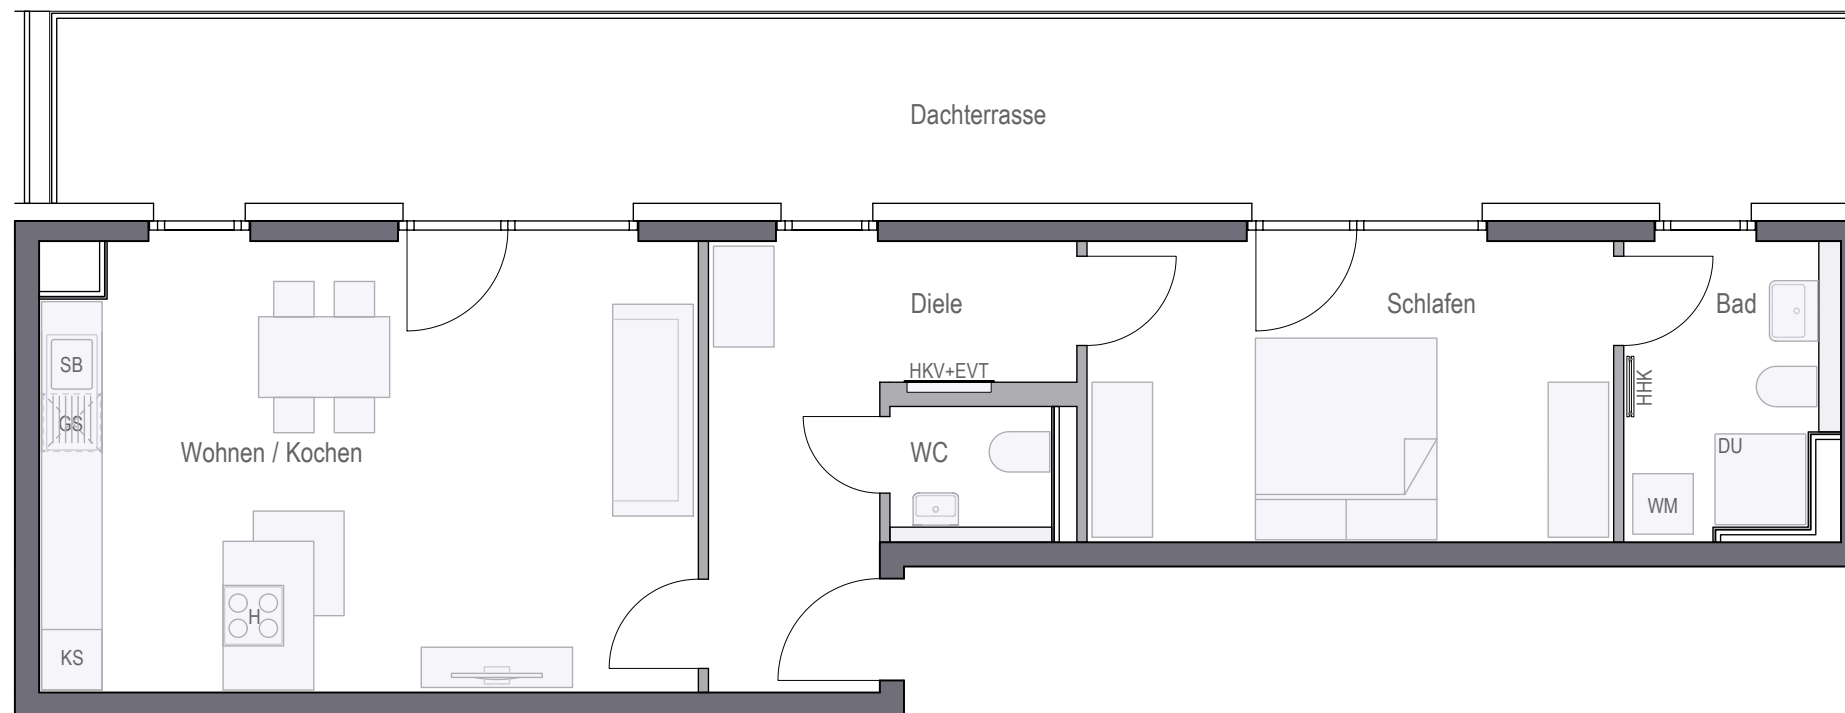 Dachterrasse
Diele
Schlafen
Bad
SB
HKV+EVT
HHK
GS
Wohnen / Kochen
WC
DU
WM
H
KS